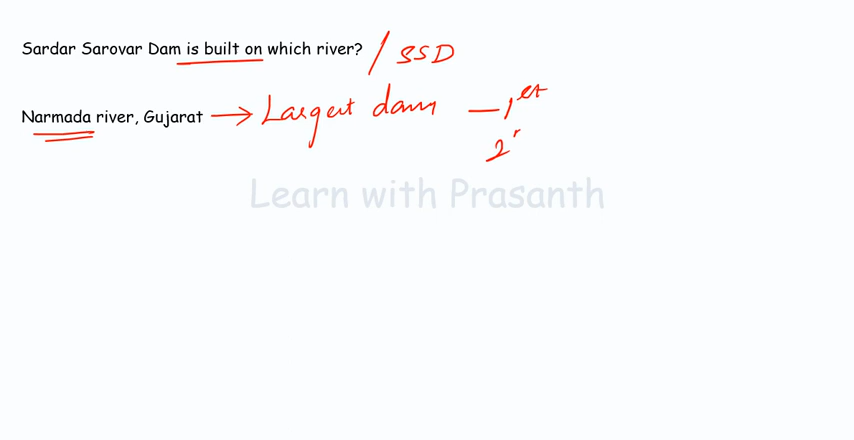 Sardar Sarovar Dam is built on which river? / SSD
Narmada river, Gujarat → Largest dam — 1st
2
Learn with Prasanth